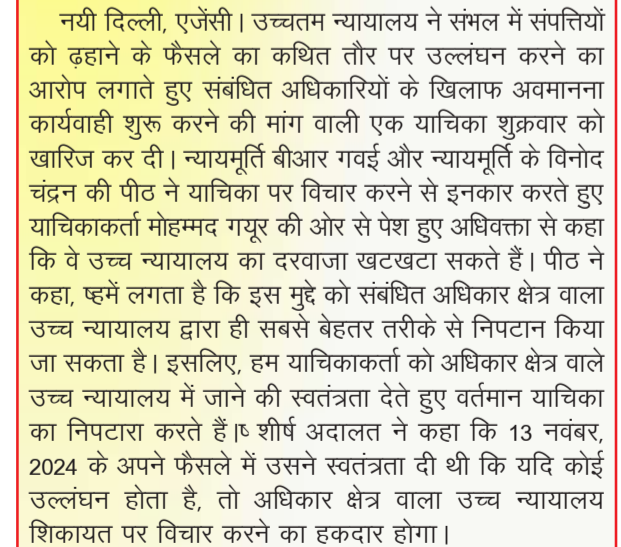 नयी दिल्ली, एजेंसी। उच्चतम न्यायालय ने संभल में संपत्तियों
को ढ़हाने के फैसले का कथित तौर पर उल्लंघन करने का
आरोप लगाते हुए संबंधित अधिकारियों के खिलाफ अवमानना
कार्यवाही शुरू करने की मांग वाली एक याचिका शुक्रवार को
खारिज कर दी। न्यायमूर्ति बीआर गवई और न्यायमूर्ति के विनोद
चंद्रन की पीठ ने याचिका पर विचार करने से इनकार करते हुए
याचिकाकर्ता मोहम्मद गयूर की ओर से पेश हुए अधिवक्ता से कहा
कि वे उच्च न्यायालय का दरवाजा खटखटा सकते हैं। पीठ ने
कहा, ष्हमें लगता है कि इस मुद्दे को संबंधित अधिकार क्षेत्र वाला
उच्च न्यायालय द्वारा ही सबसे बेहतर तरीके से निपटान किया
जा सकता है। इसलिए, हम याचिकाकर्ता को अधिकार क्षेत्र वाले
उच्च न्यायालय में जाने की स्वतंत्रता देते हुए वर्तमान याचिका
का निपटारा करते हैं।ष् शीर्ष अदालत ने कहा कि 13 नवंबर,
2024 के अपने फैसले में उसने स्वतंत्रता दी थी कि यदि कोई
उल्लंघन होता है, तो अधिकार क्षेत्र वाला उच्च न्यायालय
शिकायत पर विचार करने का हकदार होगा।